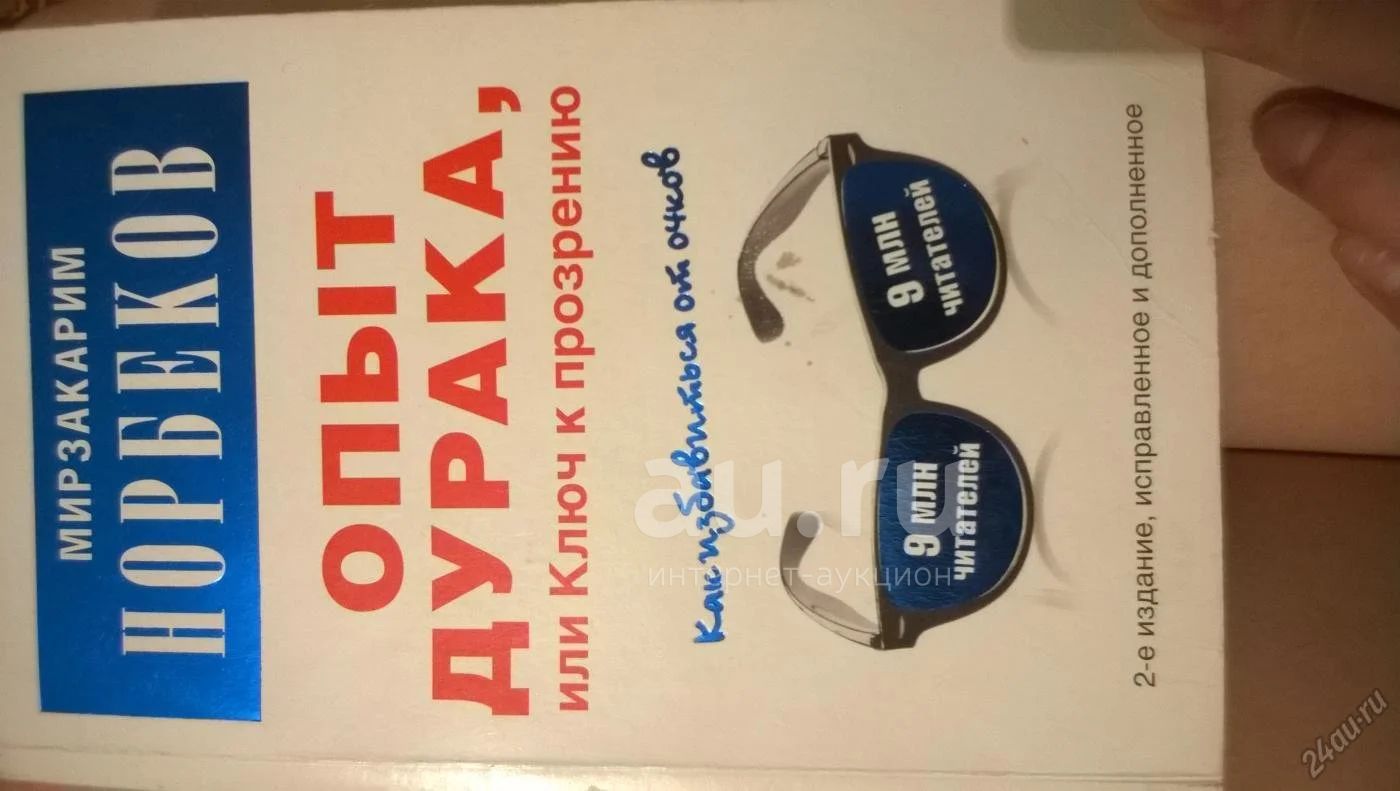 МИРЗАКАРИМ
НОРБЕКОВ
ОПЫТ
ДУРАКА,
или Ключ к прозрению
Как избавиться от очков
9 МЛН
читателей
9 МЛН
читателей
2-е издание, исправленное и дополненное
au.ru
интернет-аукцион
24au.ru